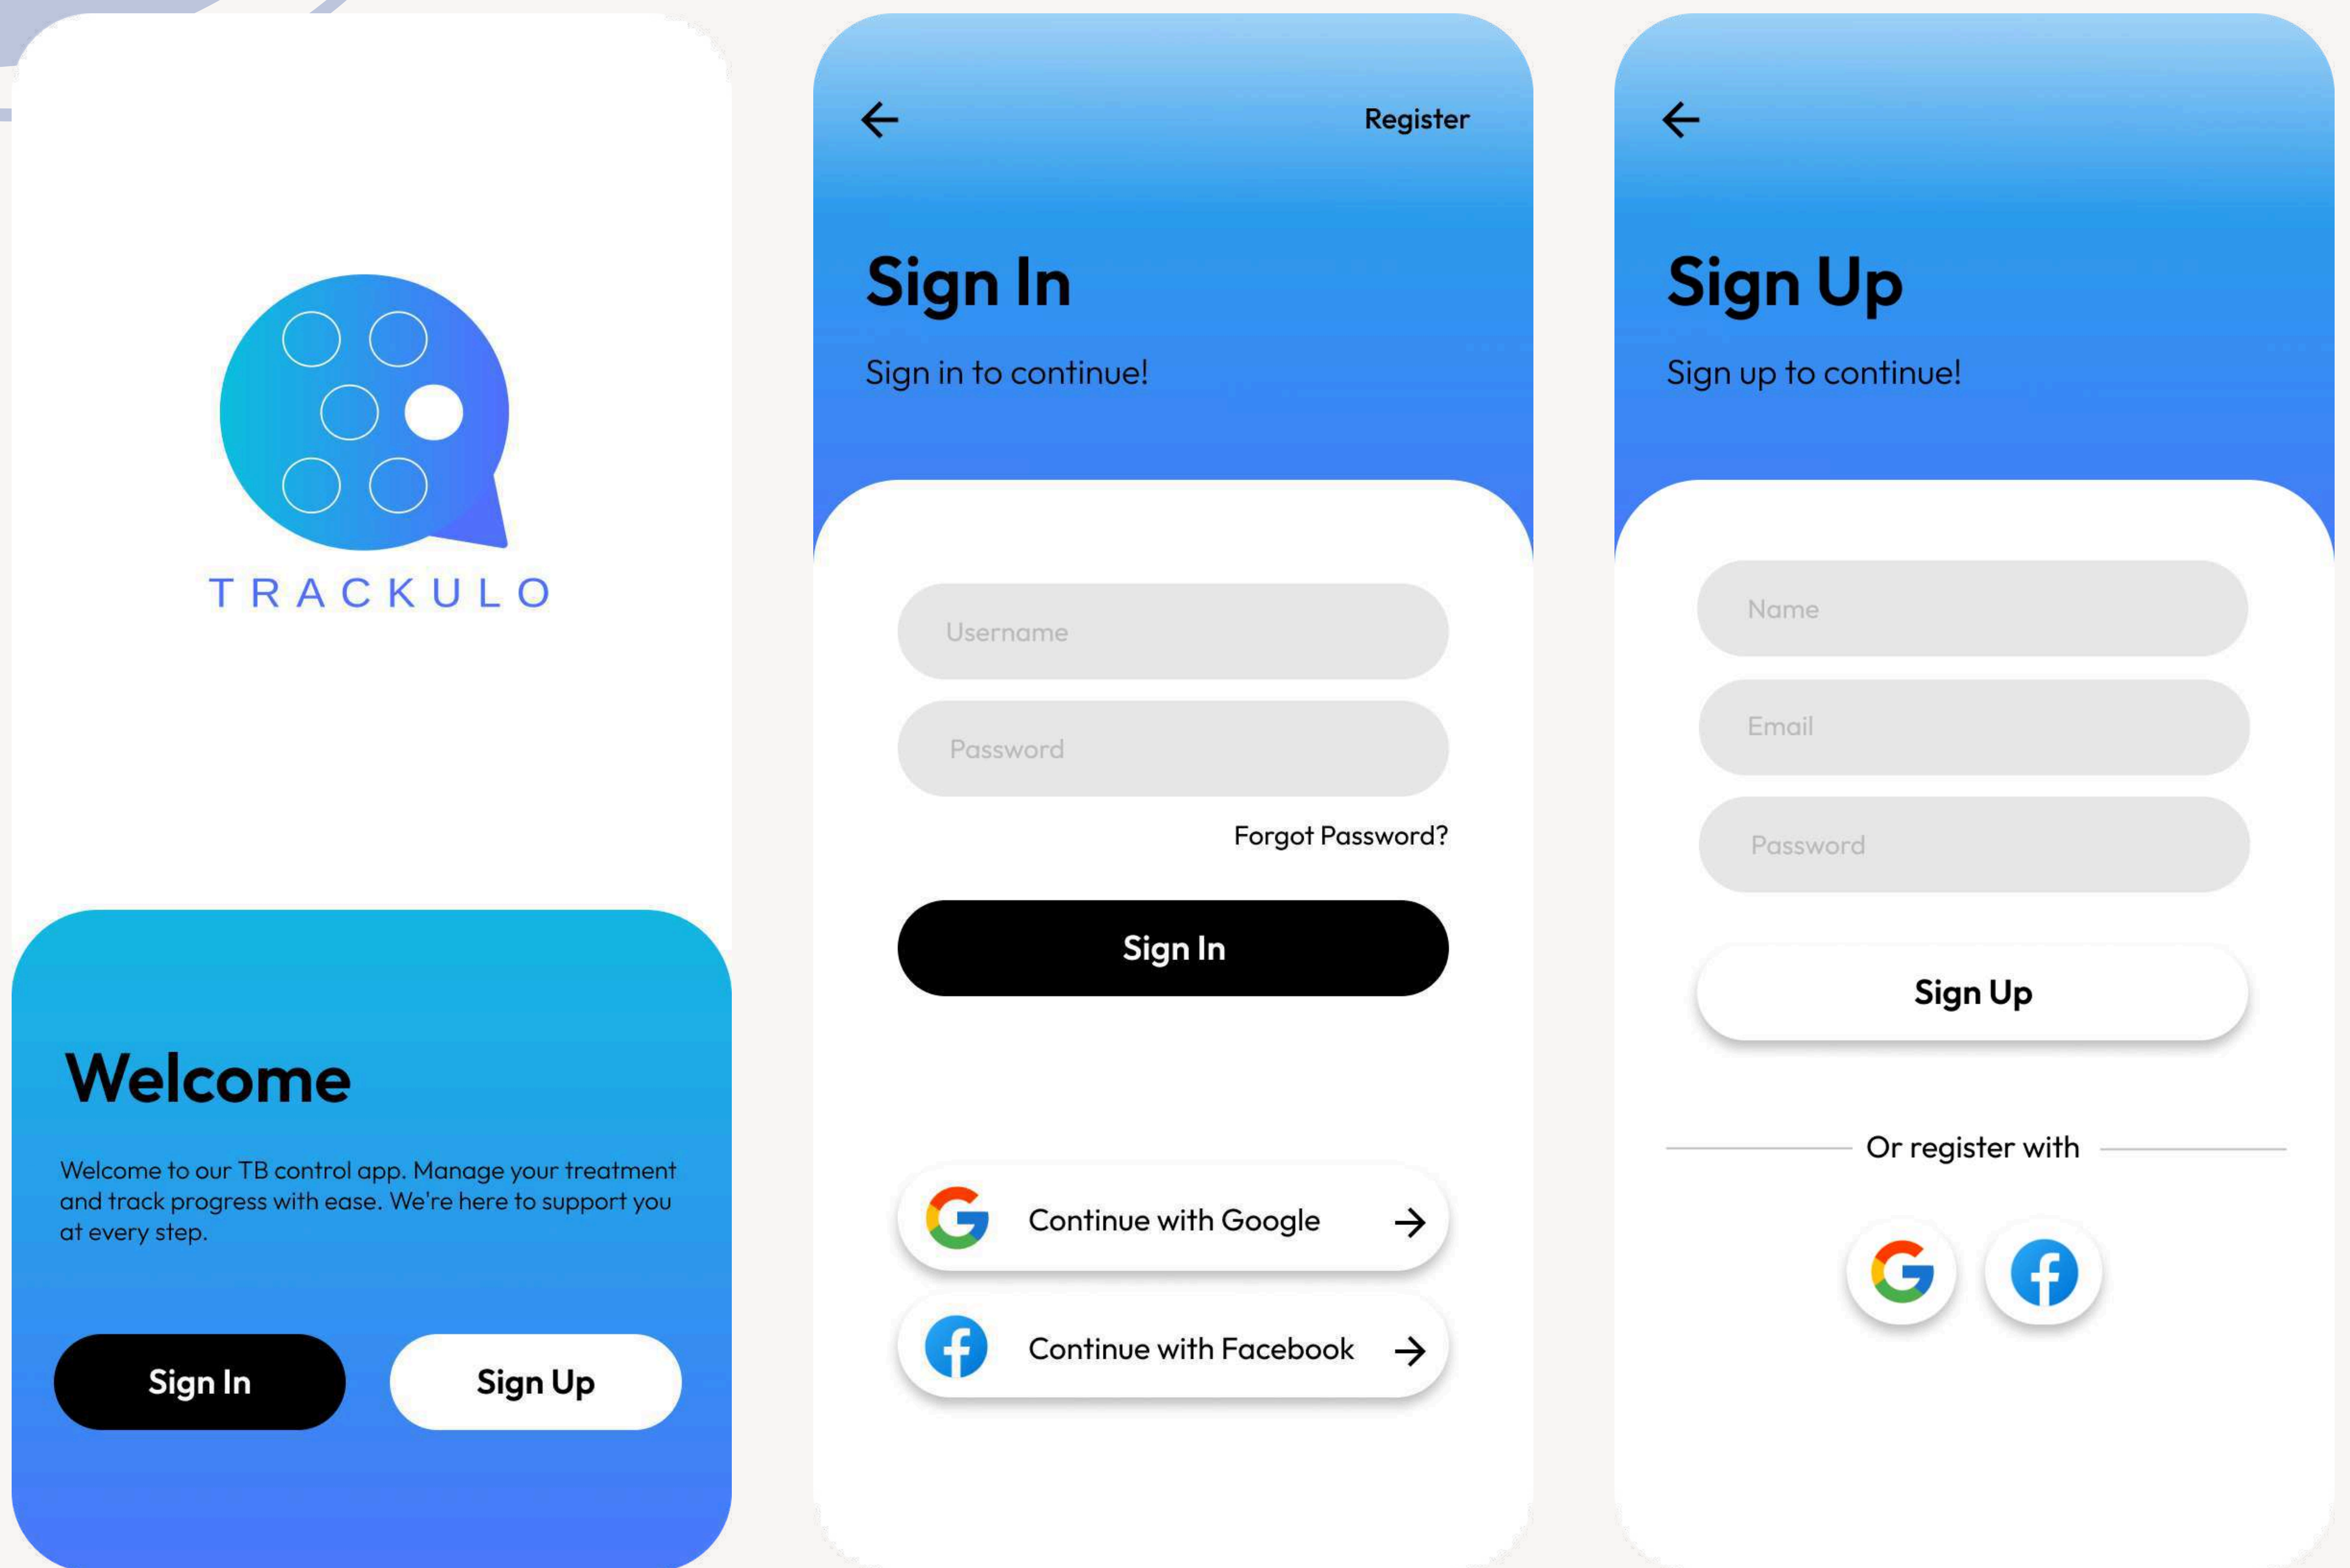 TRACKULO
Welcome
Welcome to our TB control app. Manage your treatment
and track progress with ease. We're here to support you
at every step.
Sign In
Sign Up
Register
Sign In
Sign in to continue!
Username
Password
Forgot Password?
Sign In
Continue with Google
Continue with Facebook
Sign Up
Sign up to continue!
Name
Email
Password
Sign Up
Or register with